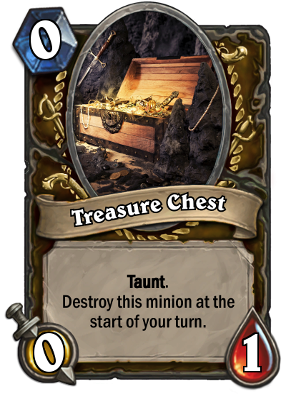 0
Treasure Chest
Taunt.
Destroy this minion at the
start of your turn.
0
1